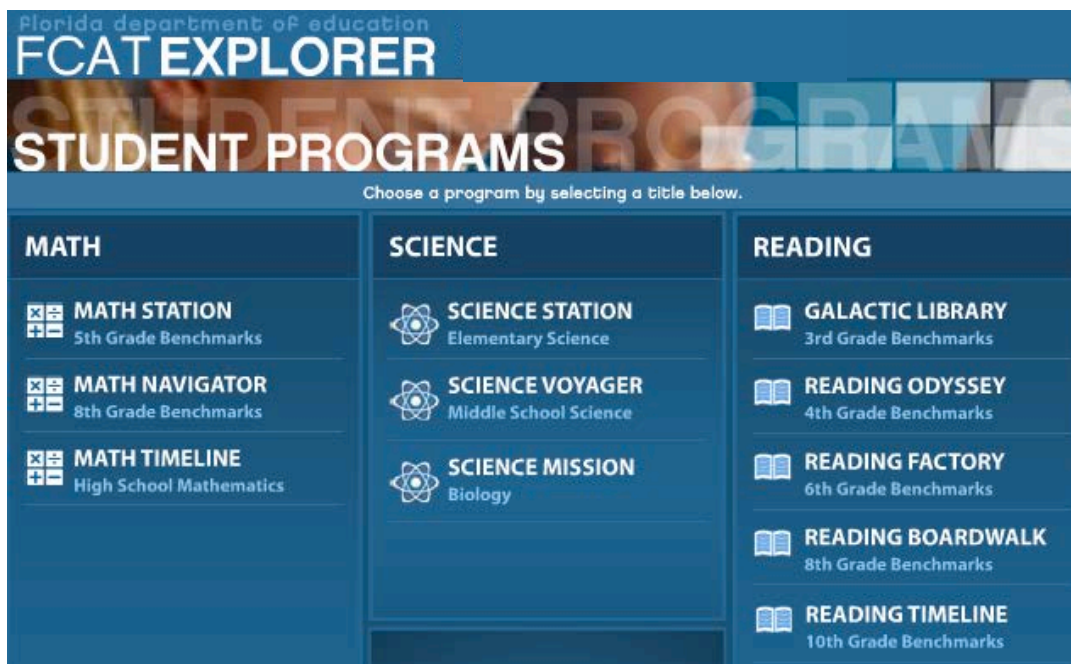 Florida department of education
FCAT EXPLORER
STUDENT PROGRAMS
STUDENT PROGRAMS
Choose a program by selecting a title below.
MATH
MATH STATION
5th Grade Benchmarks
MATH NAVIGATOR
8th Grade Benchmarks
MATH TIMELINE
High School Mathematics
SCIENCE
SCIENCE STATION
Elementary Science
SCIENCE VOYAGER
Middle School Science
SCIENCE MISSION
Biology
READING
GALACTIC LIBRARY
3rd Grade Benchmarks
READING ODYSSEY
4th Grade Benchmarks
READING FACTORY
6th Grade Benchmarks
READING BOARDWALK
8th Grade Benchmarks
READING TIMELINE
10th Grade Benchmarks